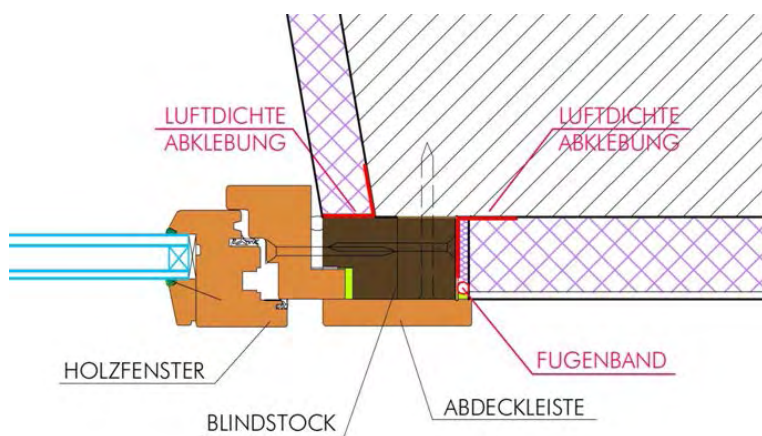 LUFTDICHTE
ABKLEBUNG
LUFTDICHTE
ABKLEBUNG
HOLZFENSTER
FUGENBAND
ABDECKLEISTE
BLINDSTOCK